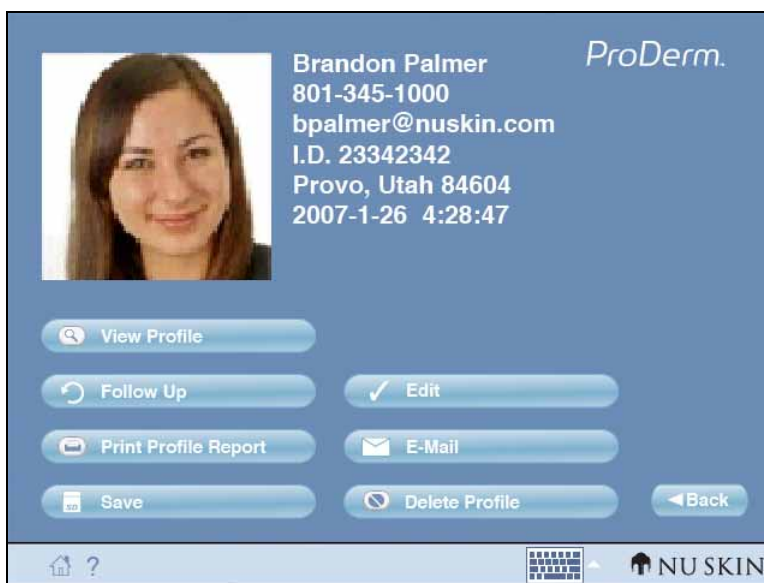 Brandon Palmer
801-345-1000
bpalmer@nuskin.com
I.D. 23342342
Provo, Utah 84604
2007-1-26 4:28:47
ProDerm.
View Profile
Follow Up
Edit
Print Profile Report
E-Mail
SD
Save
Delete Profile
Back
?
NU SKIN